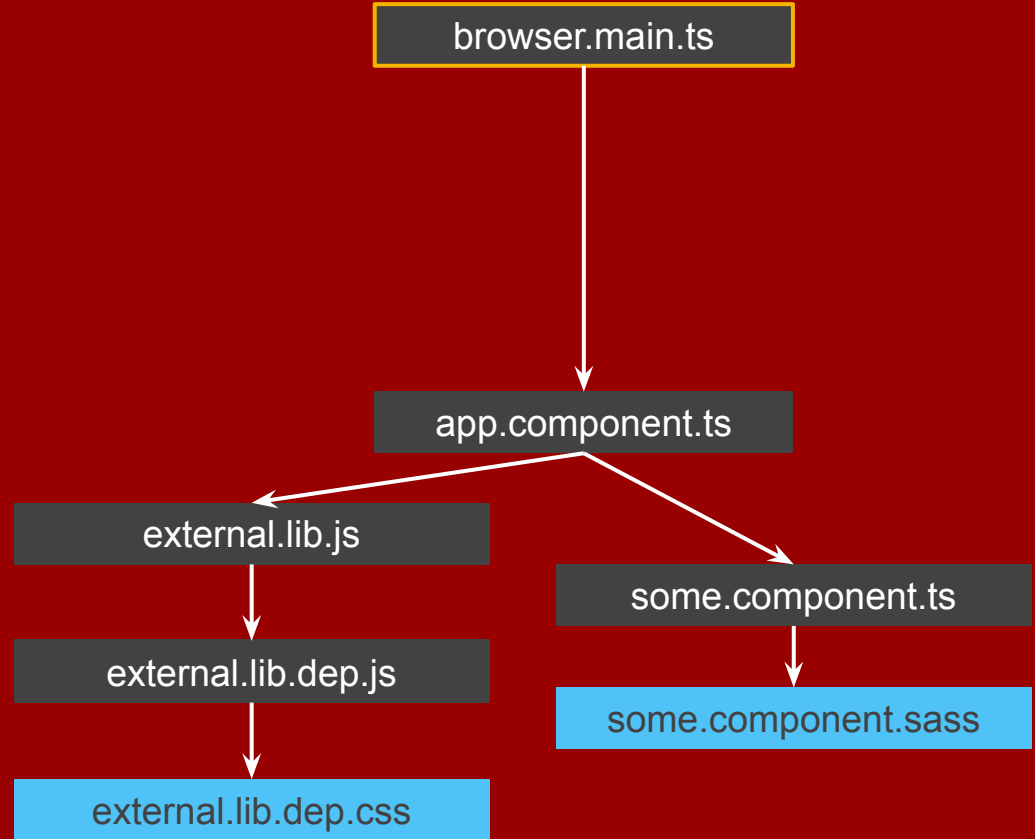 browser.main.ts
app.component.ts
external.lib.js
some.component.ts
external.lib.dep.js
some.component.sass
external.lib.dep.css